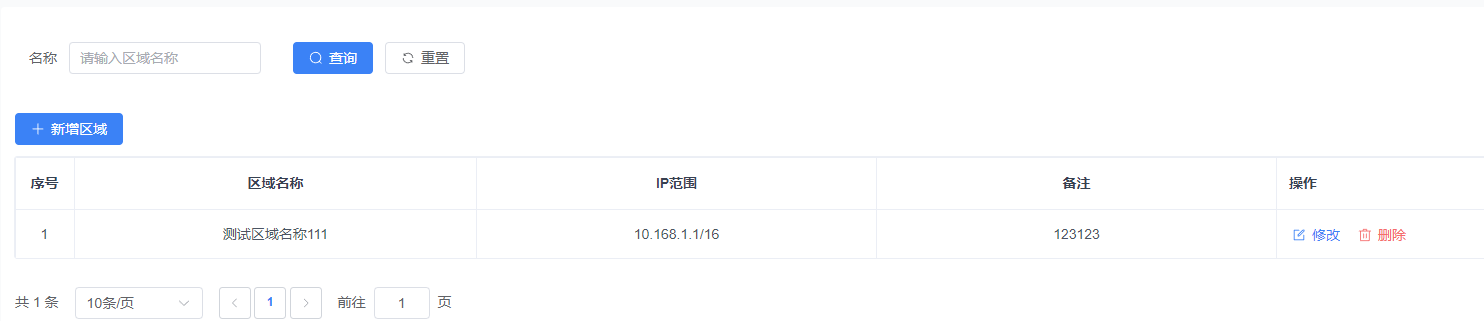 名称 请输入区域名称 查询 重置
新增区域
序号 区域名称 IP范围 备注 操作
1 测试区域名称111 10.168.1.1/16 123123 修改 删除
共 1 条 10条/页 1 前往 1 页